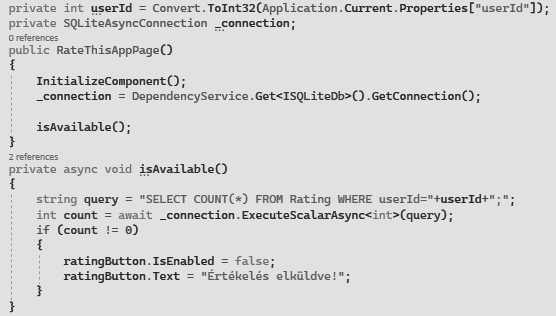 private int userId = Convert.ToInt32(Application.Current.Properties["userId"]);
private SQLiteAsyncConnection _connection;
0 references
public RateThisAppPage()
{
InitializeComponent();
_connection = DependencyService.Get<ISQLiteDb>().GetConnection();
isAvailable();
}
2 references
private async void isAvailable()
{
string query = "SELECT COUNT(*) FROM Rating WHERE userId="+userId+";";
int count = await _connection.ExecuteScalarAsync<int>(query);
if (count != 0)
{
ratingButton.IsEnabled = false;
ratingButton.Text = "Értékelés elküldve!";
}
}